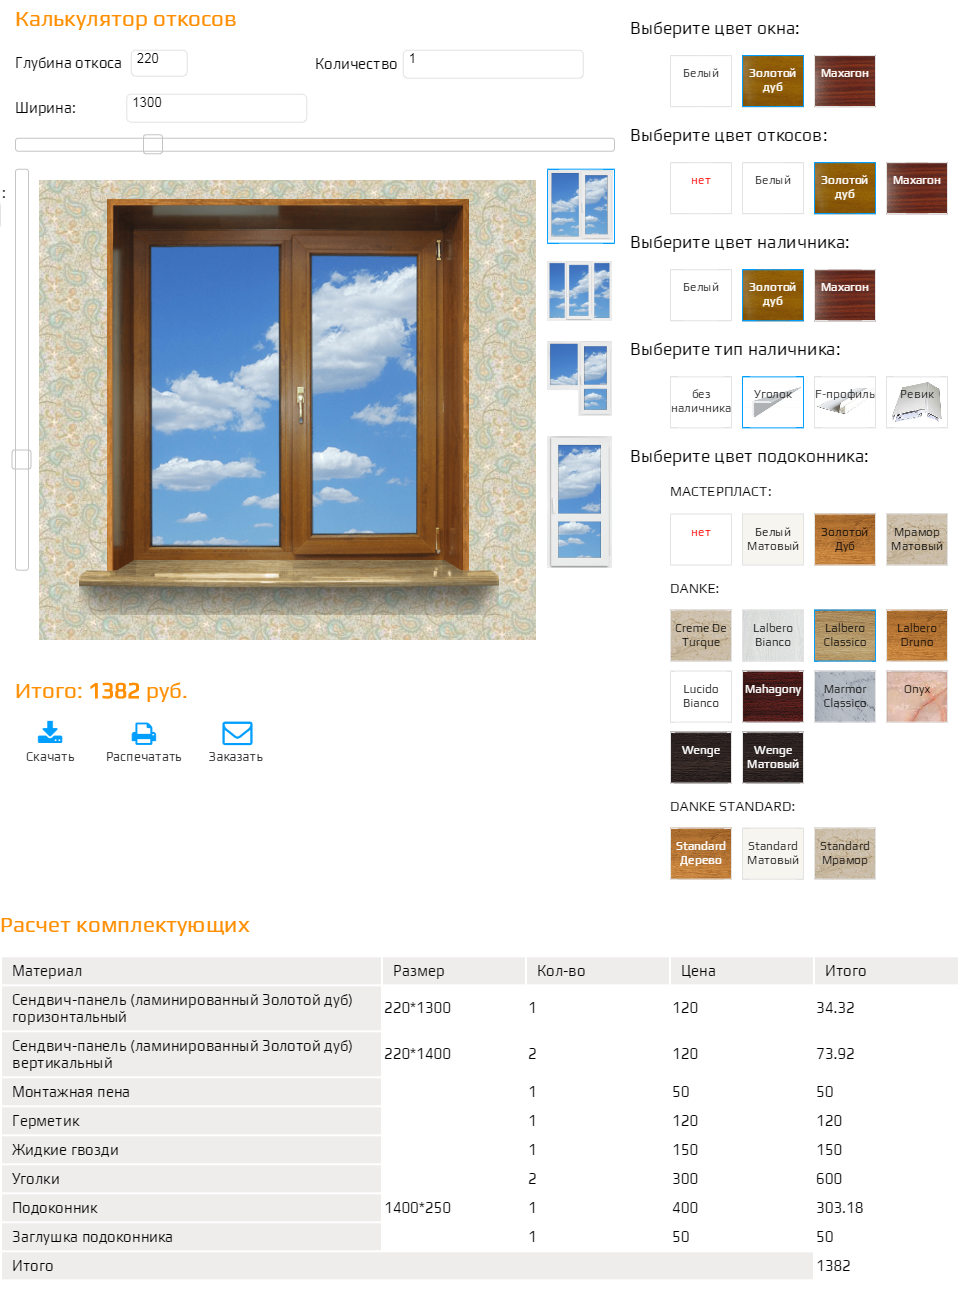 Калькулятор откосов
Глубина откоса 220
Количество 1
Ширина: 1300
:
Итого: 1382 руб.
Скачать
Распечатать
Заказать
Выберите цвет окна:
Белый
Золотой
дуб
Махагон
Выберите цвет откосов:
нет
Белый
Золотой
дуб
Махагон
Выберите цвет наличника:
Белый
Золотой
дуб
Махагон
Выберите тип наличника:
без
наличника
Уголок
F-профиль
Ревик
Выберите цвет подоконника:
МАСТЕРПЛАСТ:
нет
Белый
Матовый
Золотой
Дуб
Мрамор
Матовый
DANKE:
Creme De
Turque
Lalbero
Bianco
Lalbero
Classico
Lalbero
Druno
Lucido
Bianco
Mahagony
Marmor
Classico
Onyx
Wenge
Wenge
Матовый
DANKE STANDARD:
Standard
Дерево
Standard
Матовый
Standard
Мрамор
Расчет комплектующих
Материал Размер Кол-во Цена Итого
Сендвич-панель (ламинированный Золотой дуб)
горизонтальный 220*1300 1 120 34.32
Сендвич-панель (ламинированный Золотой дуб)
вертикальный 220*1400 2 120 73.92
Монтажная пена 1 50 50
Герметик 1 120 120
Жидкие гвозди 1 150 150
Уголки 2 300 600
Подоконник 1400*250 1 400 303.18
Заглушка подоконника 1 50 50
Итого 1382